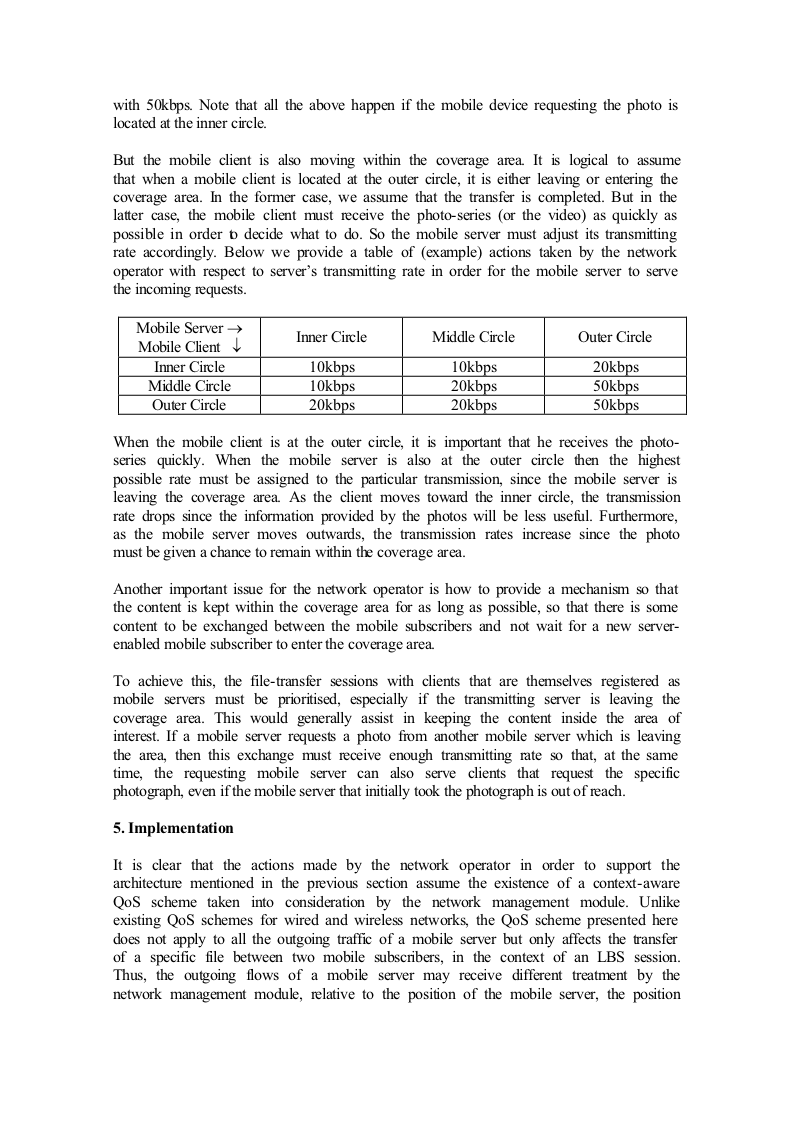 with 50kbps. Note that all the above happen if the mobile device requesting the photo is
located at the inner circle.
But the mobile client is also moving within the coverage area. It is logical to assume
that when a mobile client is located at the outer circle, it is either leaving or entering the
coverage area. In the former case, we assume that the transfer is completed. But in the
latter case, the mobile client must receive the photo-series (or the video) as quickly as
possible in order to decide what to do. So the mobile server must adjust its transmitting
rate accordingly. Below we provide a table of (example) actions taken by the network
operator with respect to server's transmitting rate in order for the mobile server to serve
the incoming requests.
Mobile Server →
Mobile Client ↓
Inner Circle Middle Circle Outer Circle
Inner Circle 10kbps 10kbps 20kbps
Middle Circle 10kbps 20kbps 50kbps
Outer Circle 20kbps 20kbps 50kbps
When the mobile client is at the outer circle, it is important that he receives the photo-
series quickly. When the mobile server is also at the outer circle then the highest
possible rate must be assigned to the particular transmission, since the mobile server is
leaving the coverage area. As the client moves toward the inner circle, the transmission
rate drops since the information provided by the photos will be less useful. Furthermore,
as the mobile server moves outwards, the transmission rates increase since the photo
must be given a chance to remain within the coverage area.
Another important issue for the network operator is how to provide a mechanism so that
the content is kept within the coverage area for as long as possible, so that there is some
content to be exchanged between the mobile subscribers and not wait for a new server-
enabled mobile subscriber to enter the coverage area.
To achieve this, the file-transfer sessions with clients that are themselves registered as
mobile servers must be prioritised, especially if the transmitting server is leaving the
coverage area. This would generally assist in keeping the content inside the area of
interest. If a mobile server requests a photo from another mobile server which is leaving
the area, then this exchange must receive enough transmitting rate so that, at the same
time, the requesting mobile server can also serve clients that request the specific
photograph, even if the mobile server that initially took the photograph is out of reach.
5. Implementation
It is clear that the actions made by the network operator in order to support the
architecture mentioned in the previous section assume the existence of a context-aware
QoS scheme taken into consideration by the network management module. Unlike
existing QoS schemes for wired and wireless networks, the QoS scheme presented here
does not apply to all the outgoing traffic of a mobile server but only affects the transfer
of a specific file between two mobile subscribers, in the context of an LBS session.
Thus, the outgoing flows of a mobile server may receive different treatment by the
network management module, relative to the position of the mobile server, the position